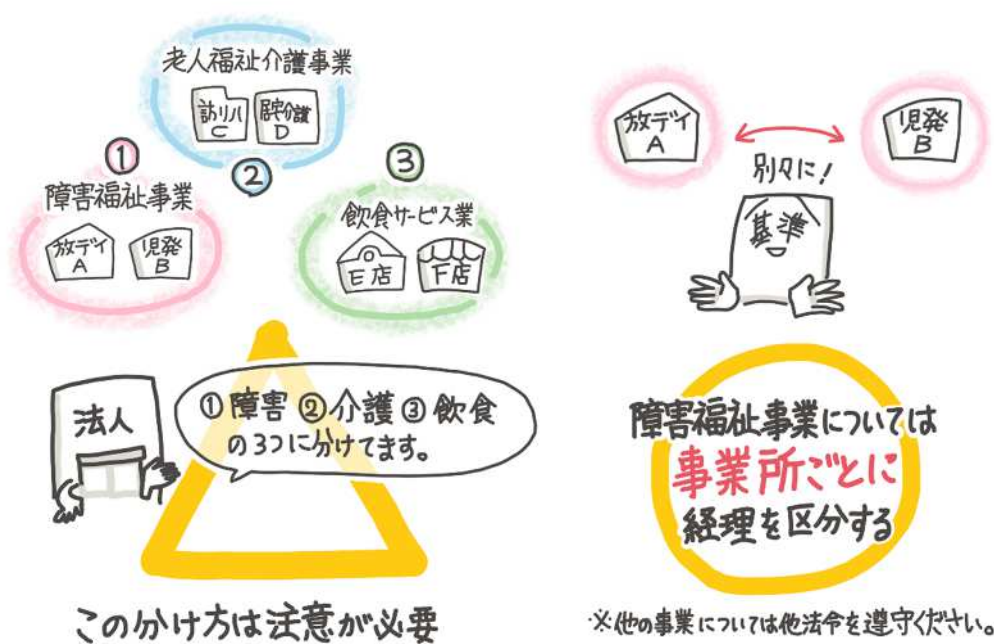 老人福祉介護事業
訪リハ
C
居宅介護
D
①
②
③
障害福祉事業
放デイ
A
児発
B
飲食サービス業
E店
F店
法人
①障害②介護③飲食
の3つに分けてます。
この分け方は注意が必要
放デイ
A
児発
B
別々に!
基準
障害福祉事業については
事業所ごとに
経理を区分する
※他の事業については他法令を遵守ください。